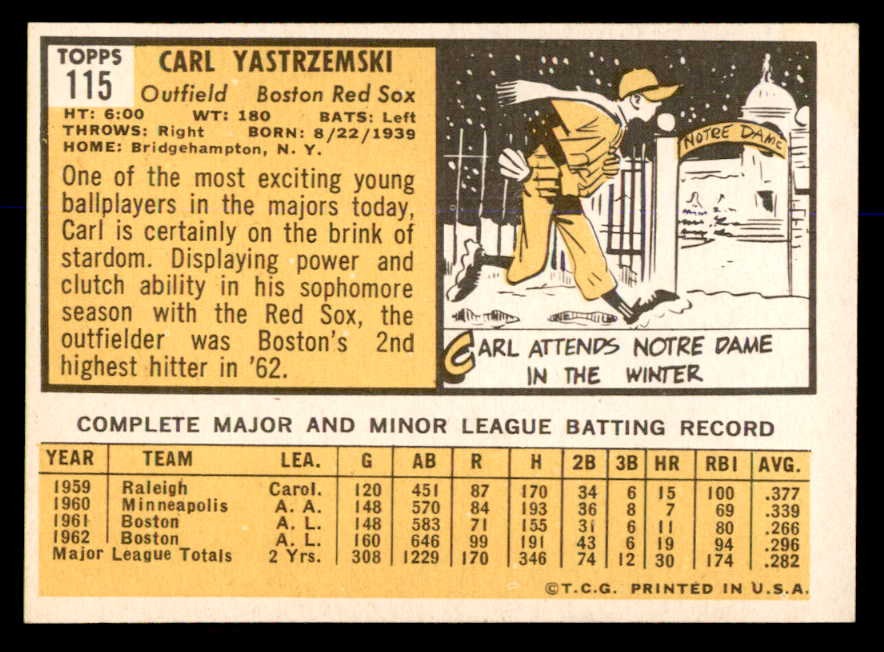 TOPPS
115
CARL YASTRZEMSKI
Outfield Boston Red Sox
HT: 6:00 WT: 180 BATS: Left
THROWS: Right BORN: 8/22/1939
HOME: Bridgehampton, N. Y.
One of the most exciting young
ballplayers in the majors today,
Carl is certainly on the brink of
stardom. Displaying power and
clutch ability in his sophomore
season with the Red Sox, the
outfielder was Boston's 2nd
highest hitter in '62.
NOTRE DAME
CARL ATTENDS NOTRE DAME
IN THE WINTER
COMPLETE MAJOR AND MINOR LEAGUE BATTING RECORD
YEAR TEAM LEA. G AB R H 2B 3B HR RBI AVG.
1959 Raleigh Carol. 120 451 87 170 34 6 15 100 .377
1960 Minneapolis A. A. 148 570 84 193 36 8 7 69 .339
1961 Boston A. L. 148 583 71 155 31 6 11 80 .266
1962 Boston A. L. 160 646 99 191 43 6 19 94 .296
Major League Totals 2 Yrs. 308 1229 170 346 74 12 30 174 .282
©T.C.G. PRINTED IN U.S.A.